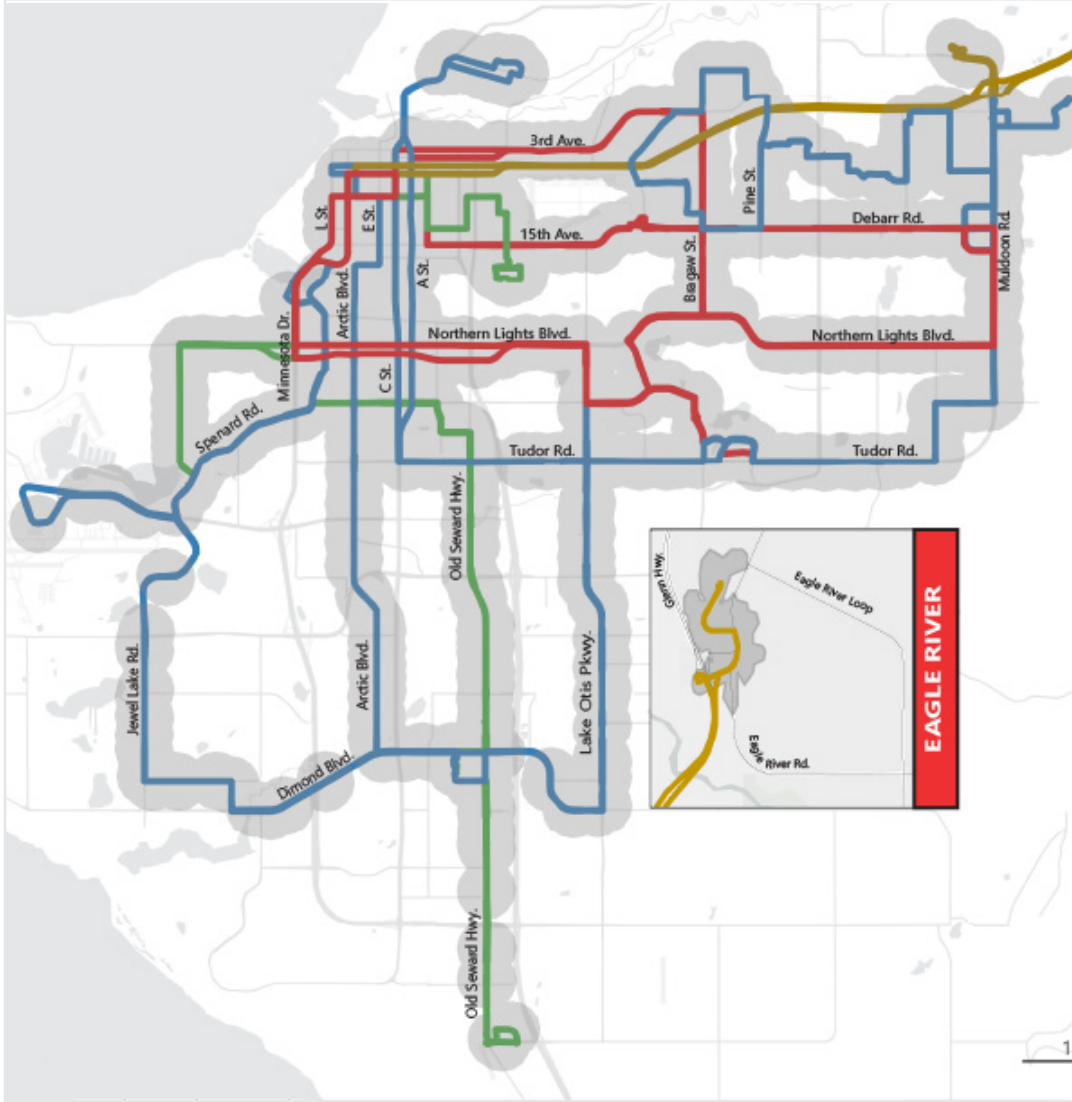 3rd Ave.
Pine St.
L St.
E St.
Debarr Rd.
15th Ave.
A St.
Bragaw St.
Muldoon Rd.
Arctic Blvd.
Minnesota Dr.
Northern Lights Blvd.
Northern Lights Blvd.
C St.
Spenard Rd.
Tudor Rd.
Tudor Rd.
Old Seward Hwy.
Glenn Hwy.
Eagle River Loop
EAGLE RIVER
Jewel Lake Rd.
Arctic Blvd.
Lake Otis Pkwy.
Eagle River Rd.
Dimond Blvd.
Old Seward Hwy.
1